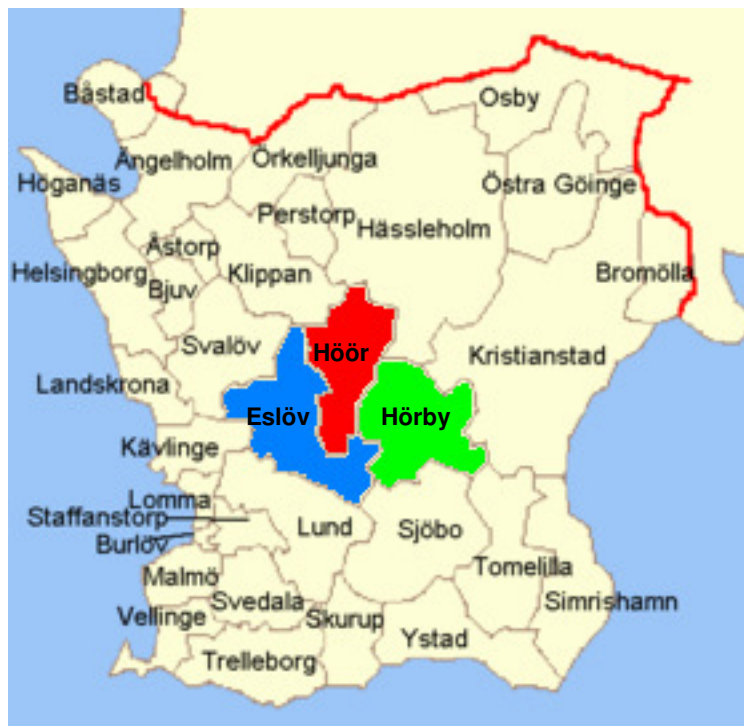 Båstad
Osby
Ängelholm
Örkelljunga
Höganäs
Östra Göinge
Perstorp
Hässleholm
Åstorp
Helsingborg
Klippan
Bromölla
Bjuv
Svalöv
Höör
Kristianstad
Landskrona
Eslöv
Hörby
Kävlinge
Lomma
Staffanstorp
Lund
Sjöbo
Burlöv
Tomelilla
Malmö
Svedala
Simrishamn
Vellinge
Skurup
Ystad
Trelleborg